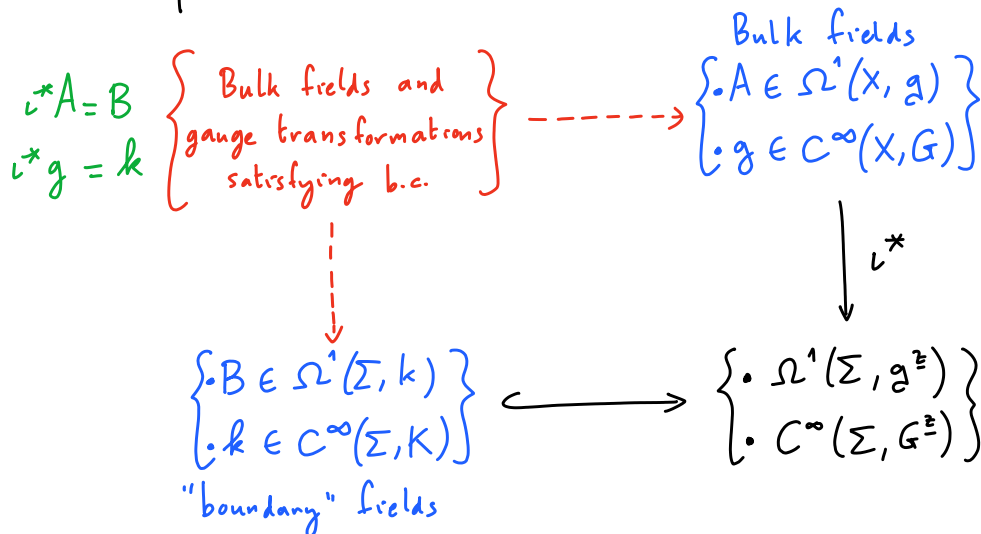 Bulk fields
ι*A = B
ι*g = k
{ Bulk fields and
gauge transformations
satisfying b.c. }
{ • A ∈ Ω¹(X, g)
• g ∈ C^∞(X, G) }
ι*
{ • B ∈ Ω¹(Σ, k)
• k ∈ C^∞(Σ, K) }
"boundary" fields
{ • Ω¹(Σ, g^z̲)
• C^∞(Σ, G^z̲) }